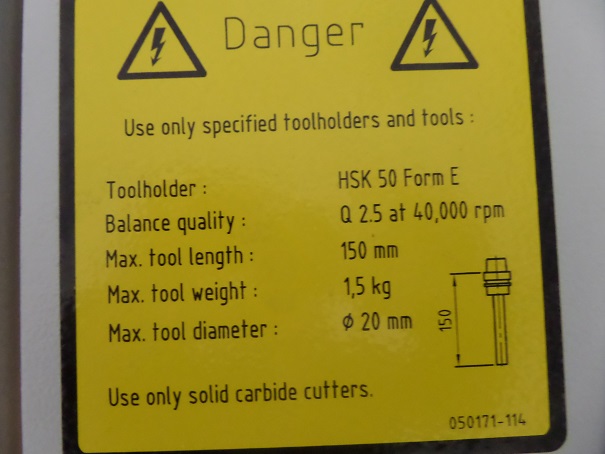 Danger
Use only specified toolholders and tools :
Toolholder : HSK 50 Form E
Balance quality : Q 2.5 at 40,000 rpm
Max. tool length : 150 mm
Max. tool weight : 1,5 kg
Max. tool diameter : ϕ 20 mm
150
Use only solid carbide cutters.
050171-114